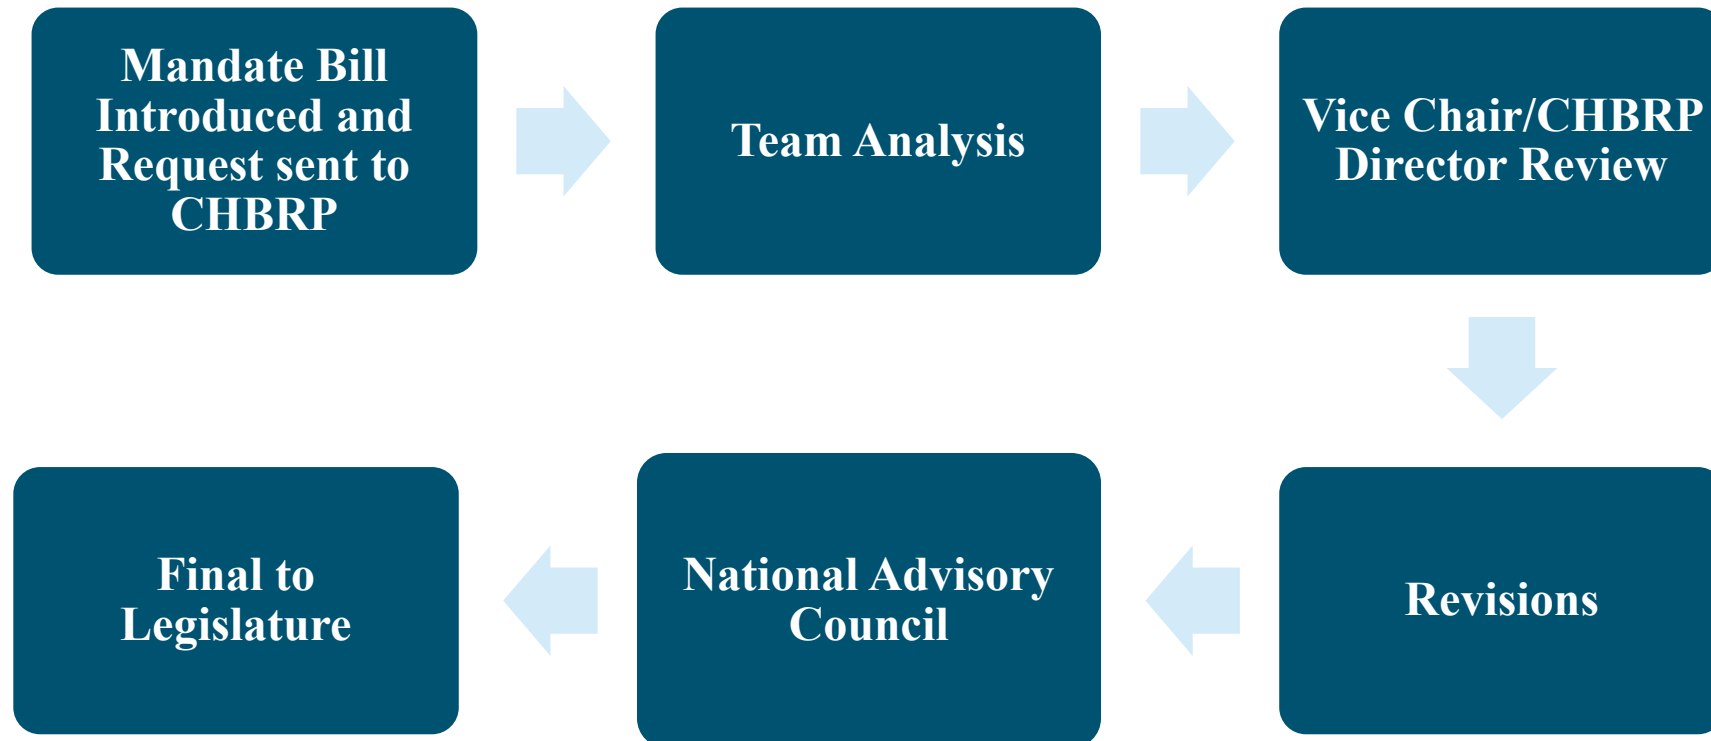 Mandate Bill
Introduced and
Request sent to
CHBRP
Team Analysis
Vice Chair/CHBRP
Director Review
Revisions
National Advisory
Council
Final to
Legislature